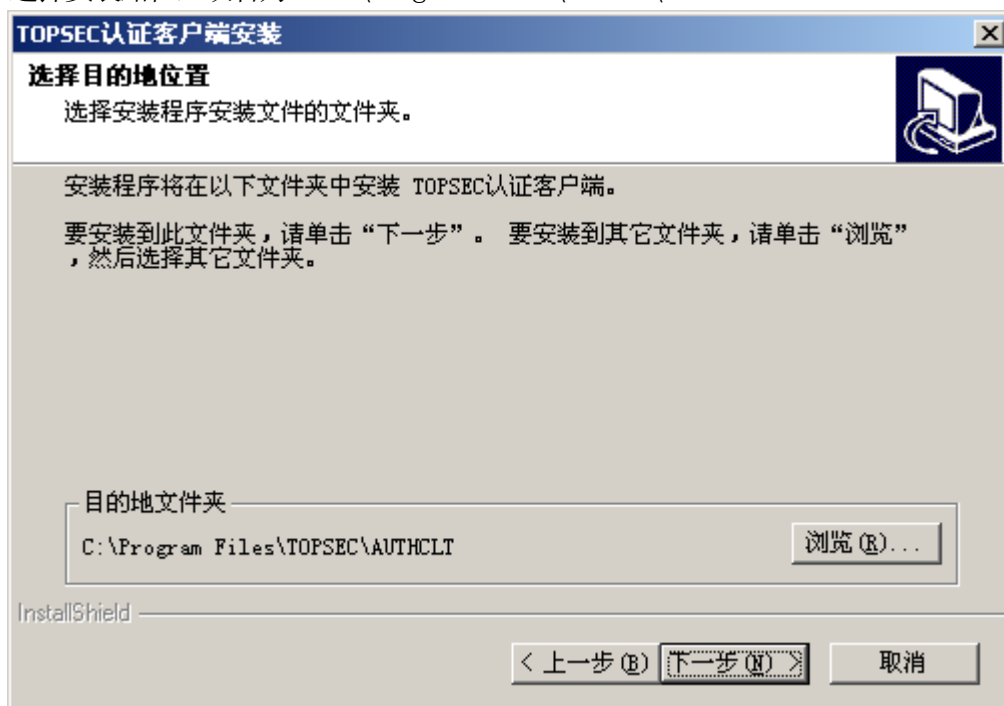 TOPSEC认证客户端安装
选择目的地位置
选择安装程序安装文件的文件夹。
安装程序将在以下文件夹中安装 TOPSEC认证客户端。
要安装到此文件夹，请单击“下一步”。 要安装到其它文件夹，请单击“浏览”
，然后选择其它文件夹。
目的地文件夹
C:\Program Files\TOPSEC\AUTHCLT
浏览(R)...
InstallShield
< 上一步(B) 下一步(N) > 取消